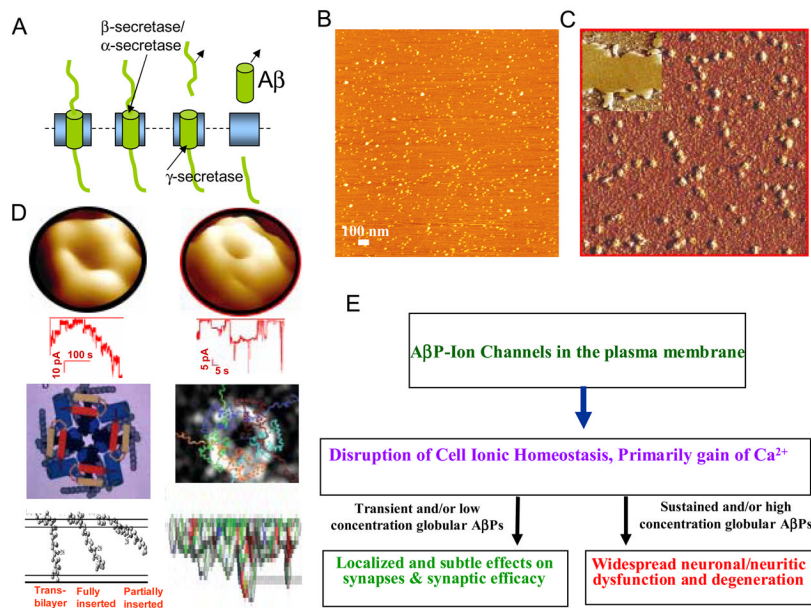 A
β-secretase/
α-secretase
Aβ
γ-secretase
B
100 nm
C
D
10 pA
100 s
5 pA
5 s
Trans-
bilayer
Fully
inserted
Partially
inserted
E
AβP-Ion Channels in the plasma membrane
Disruption of Cell Ionic Homeostasis, Primarily gain of Ca²⁺
Transient and/or low
concentration globular AβPs
Sustained and/or high
concentration globular AβPs
Localized and subtle effects on
synapses & synaptic efficacy
Widespread neuronal/neuritic
dysfunction and degeneration